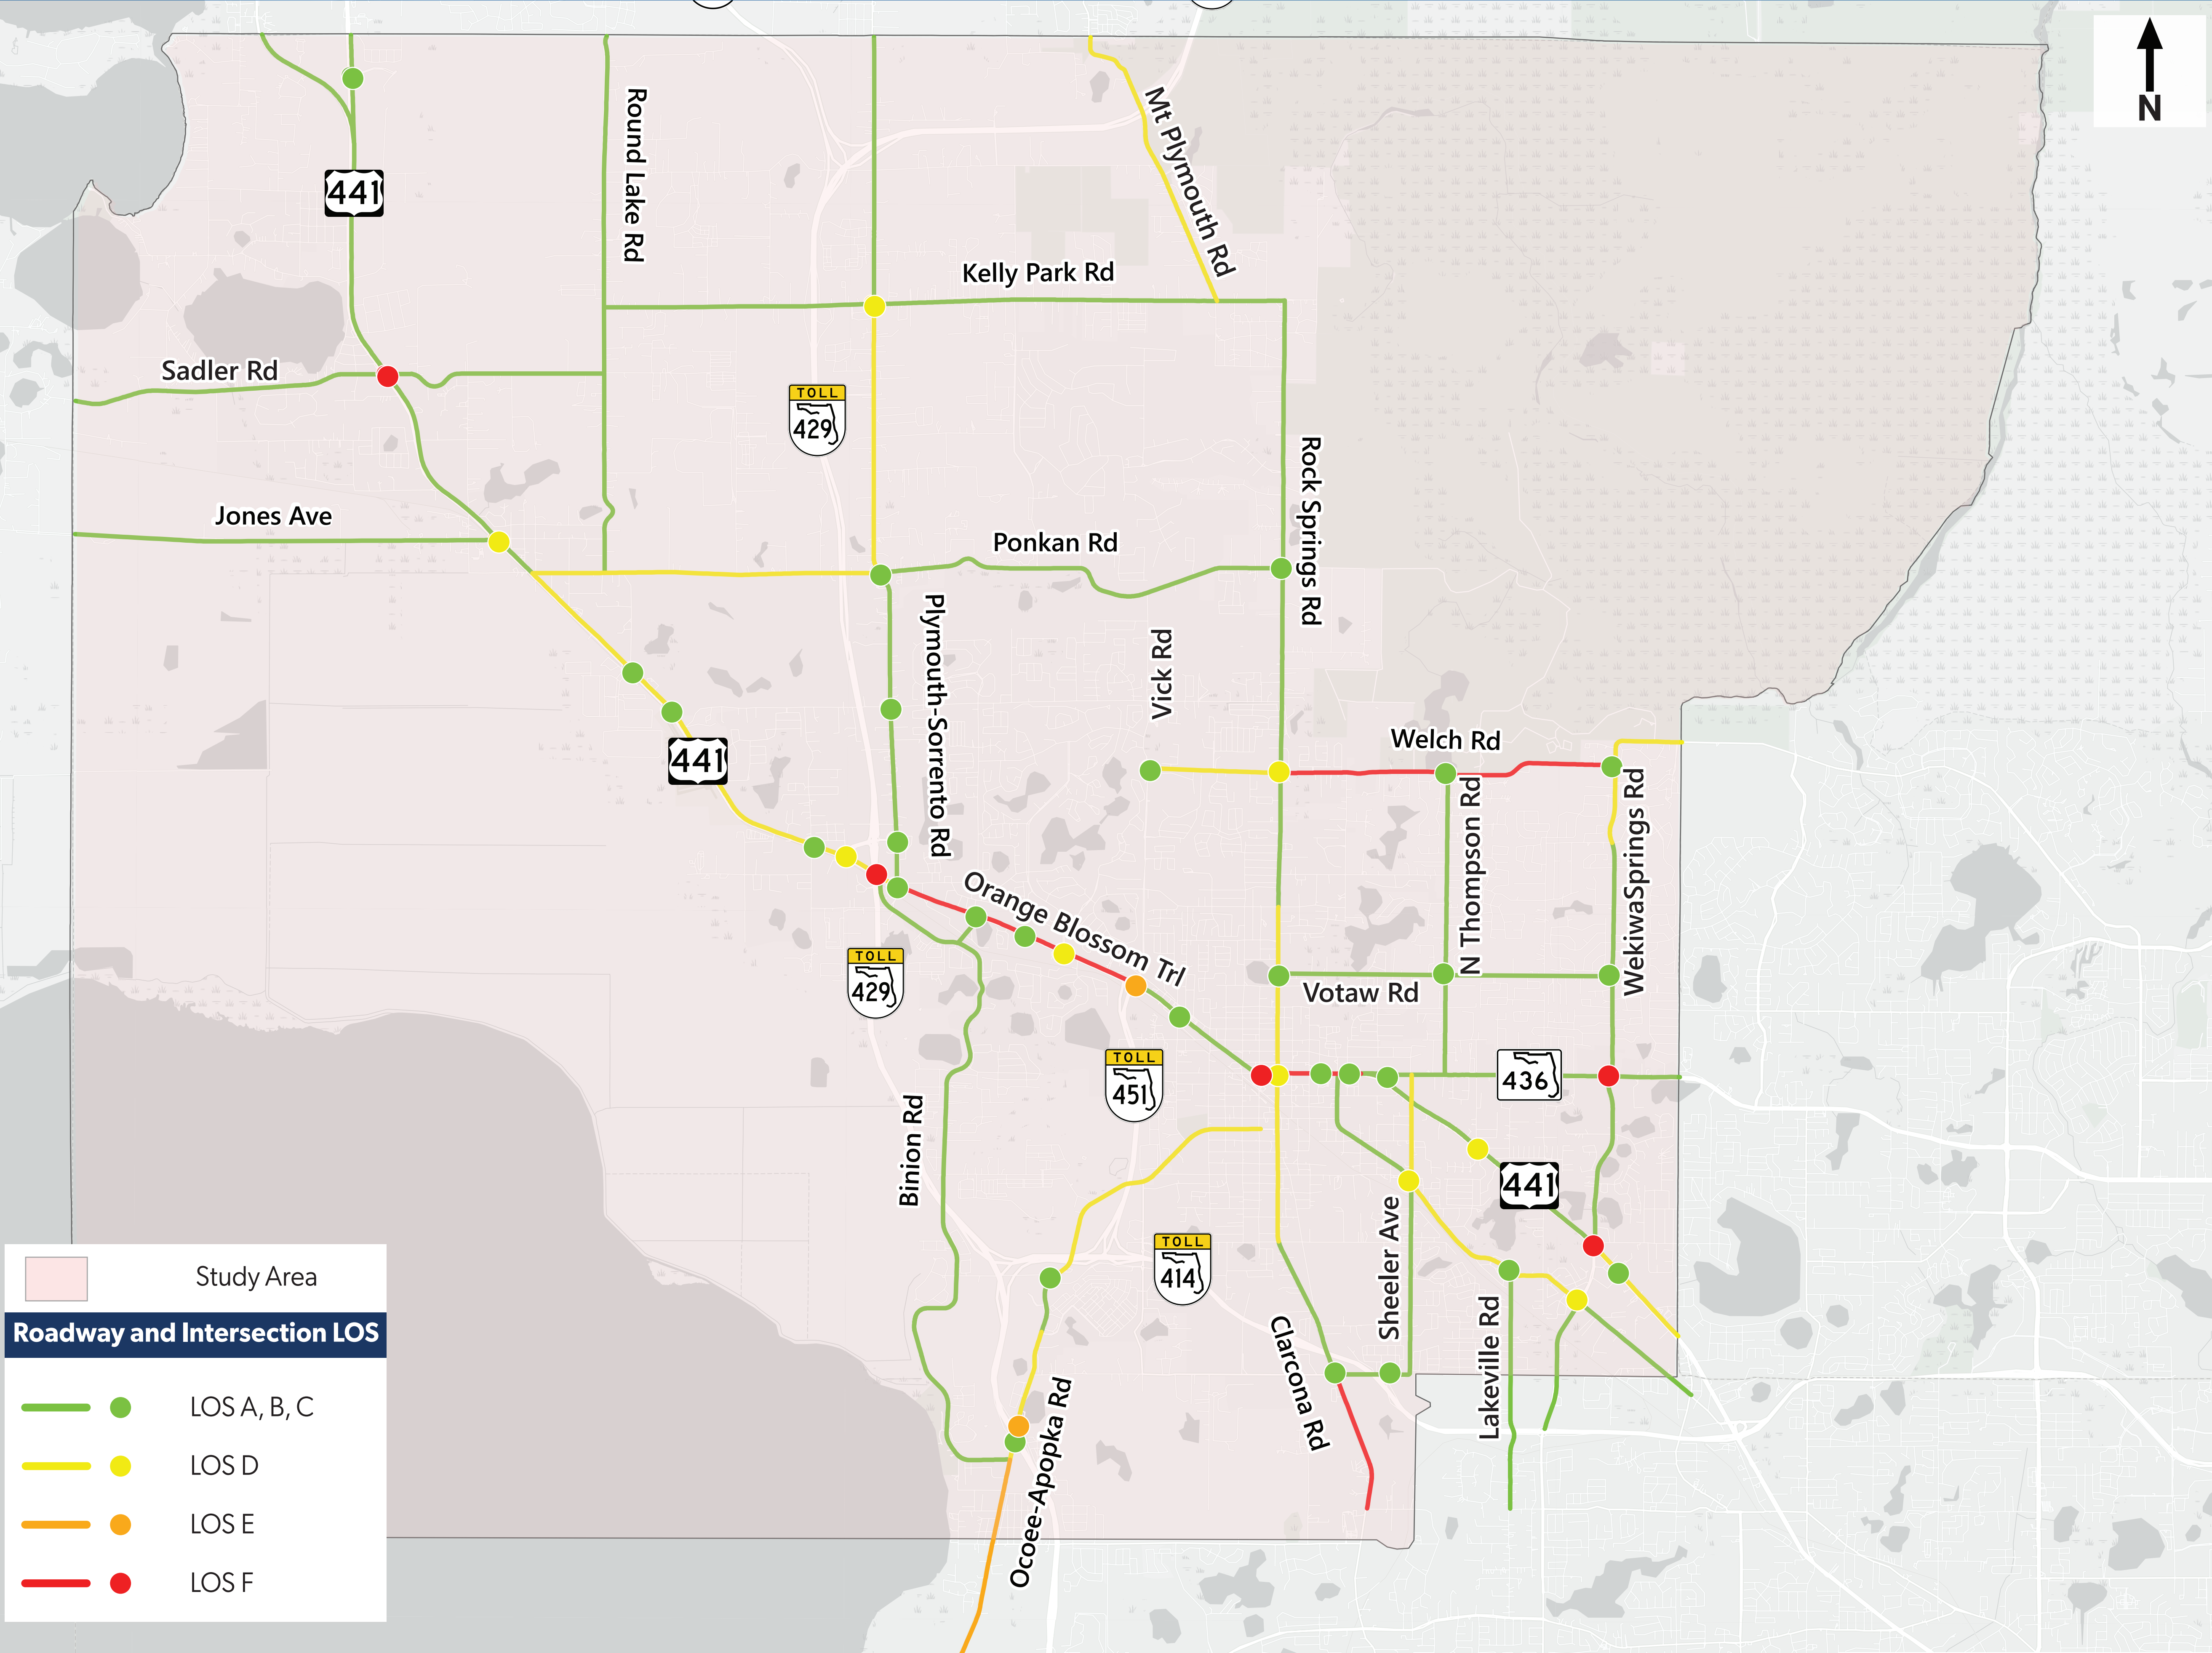 N
441
Round Lake Rd
Mt Plymouth Rd
Kelly Park Rd
Sadler Rd
TOLL
429
Rock Springs Rd
Jones Ave
Ponkan Rd
Plymouth-Sorrento Rd
Vick Rd
441
Welch Rd
N Thompson Rd
WekiwaSprings Rd
Orange Blossom Trl
TOLL
429
Votaw Rd
TOLL
451
436
Binion Rd
441
Sheeler Ave
TOLL
414
Clarcona Rd
Lakeville Rd
Ocoee-Apopka Rd
Study Area
Roadway and Intersection LOS
LOS A, B, C
LOS D
LOS E
LOS F